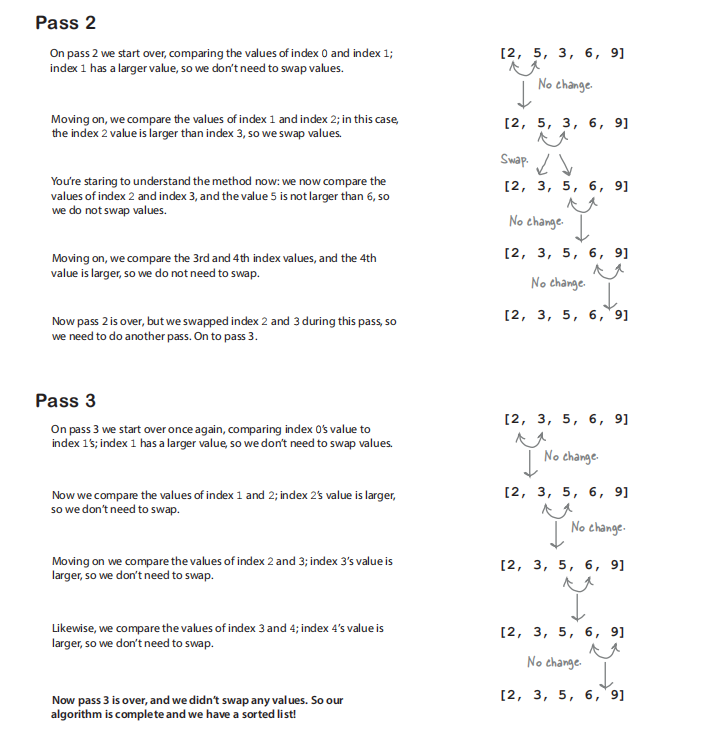 Pass 2
On pass 2 we start over, comparing the values of index 0 and index 1;
index 1 has a larger value, so we don't need to swap values.
[2, 5, 3, 6, 9]
No change.
Moving on, we compare the values of index 1 and index 2; in this case,
the index 2 value is larger than index 3, so we swap values.
[2, 5, 3, 6, 9]
Swap.
You're staring to understand the method now: we now compare the
values of index 2 and index 3, and the value 5 is not larger than 6, so
we do not swap values.
[2, 3, 5, 6, 9]
No change.
Moving on, we compare the 3rd and 4th index values, and the 4th
value is larger, so we do not need to swap.
[2, 3, 5, 6, 9]
No change.
Now pass 2 is over, but we swapped index 2 and 3 during this pass, so
we need to do another pass. On to pass 3.
[2, 3, 5, 6, 9]
Pass 3
On pass 3 we start over once again, comparing index 0's value to
index 1's; index 1 has a larger value, so we don't need to swap values.
[2, 3, 5, 6, 9]
No change.
Now we compare the values of index 1 and 2; index 2's value is larger,
so we don't need to swap.
[2, 3, 5, 6, 9]
No change.
Moving on we compare the values of index 2 and 3; index 3's value is
larger, so we don't need to swap.
[2, 3, 5, 6, 9]
Likewise, we compare the values of index 3 and 4; index 4's value is
larger, so we don't need to swap.
[2, 3, 5, 6, 9]
No change.
Now pass 3 is over, and we didn't swap any values. So our
algorithm is complete and we have a sorted list!
[2, 3, 5, 6, 9]